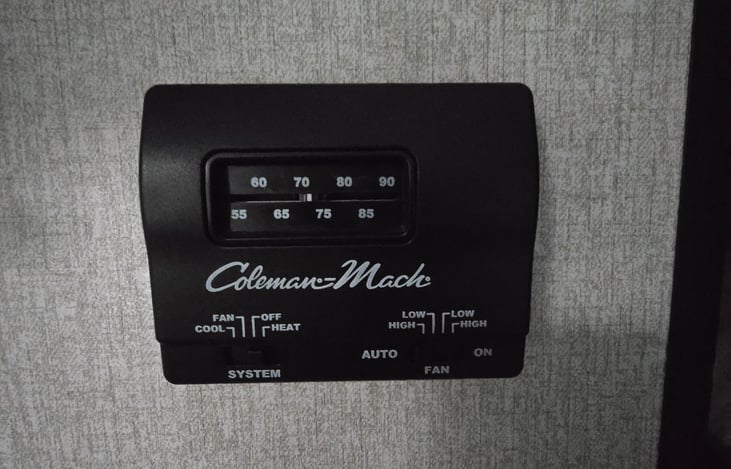 60 70 80 90
55 65 75 85
Coleman-Mach
FAN OFF
COOL HEAT
LOW LOW
HIGH HIGH
AUTO ON
SYSTEM
FAN